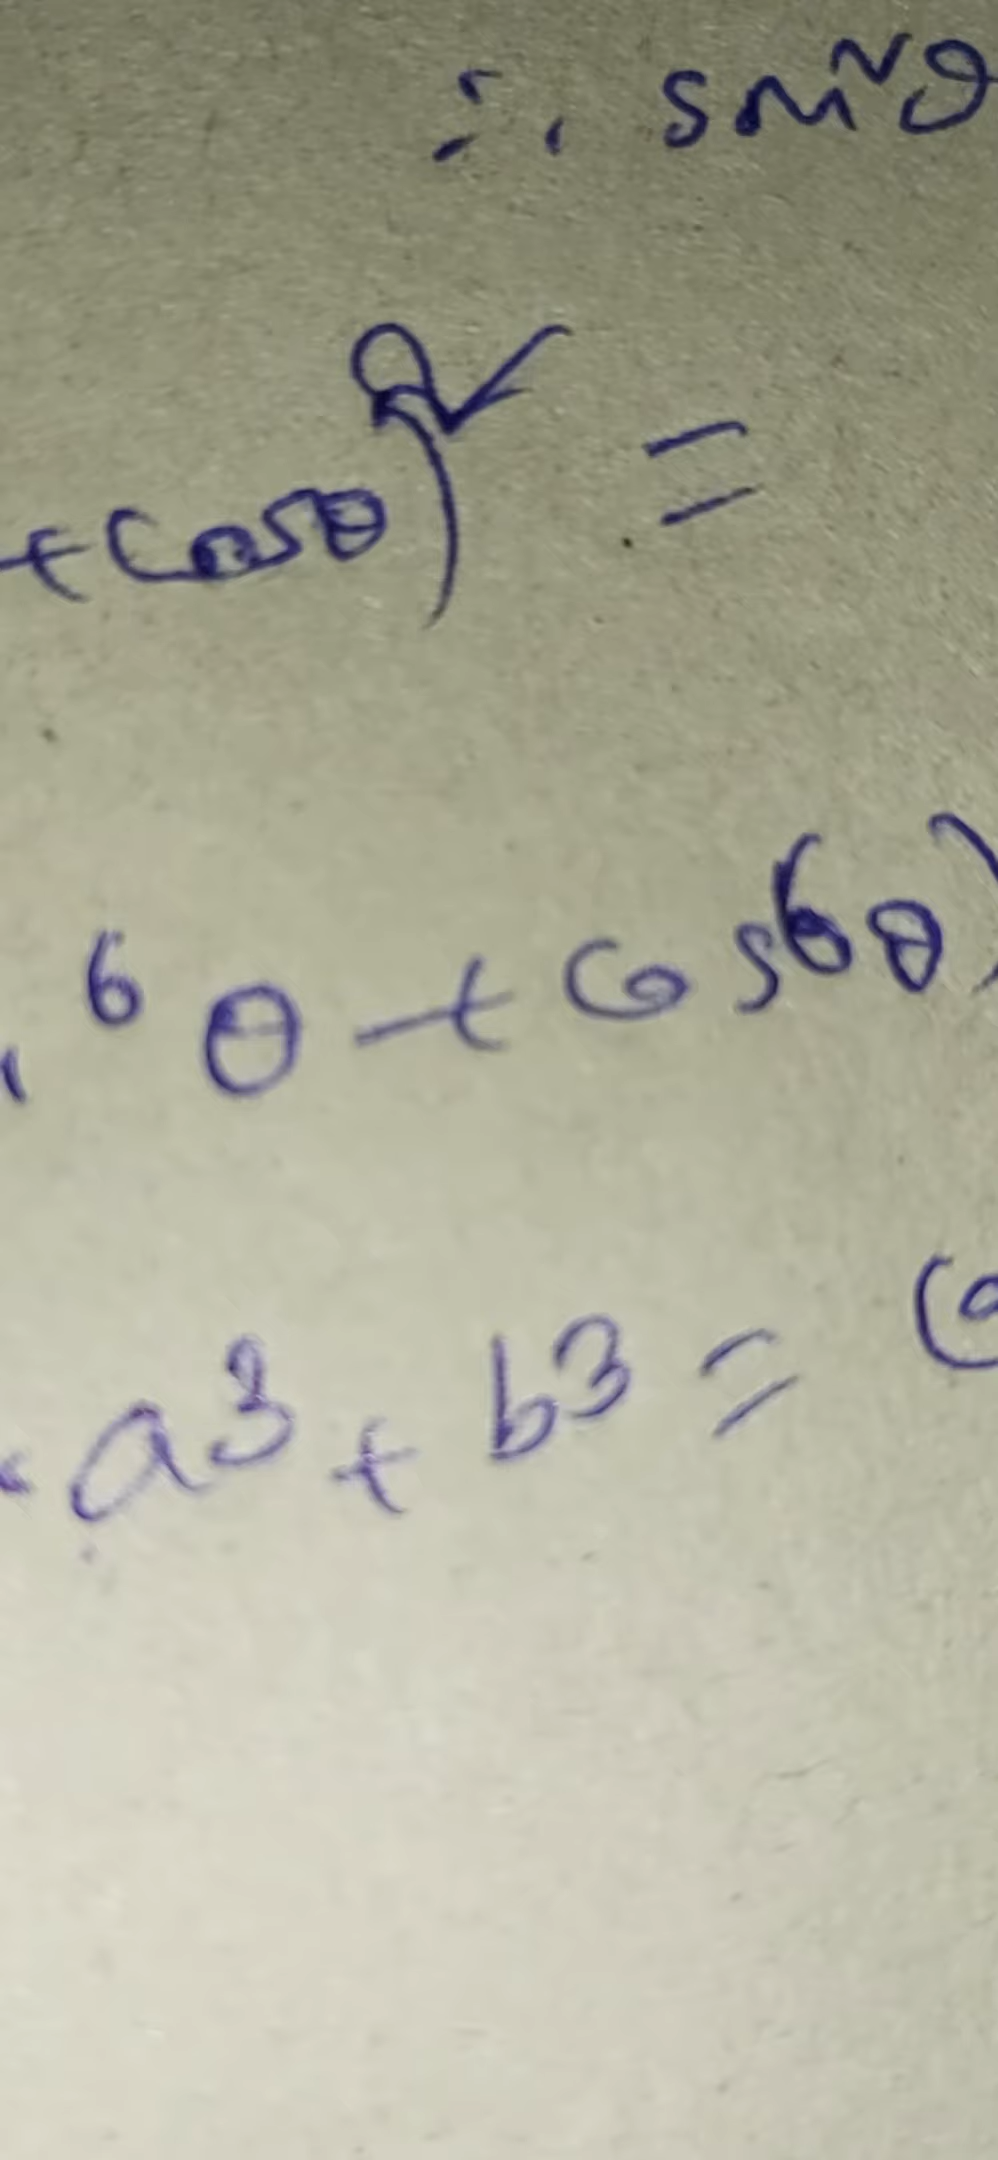 ∴ sin²θ
+cosθ)² =
⁶θ + cos⁶θ)
a³ + b³ = (a